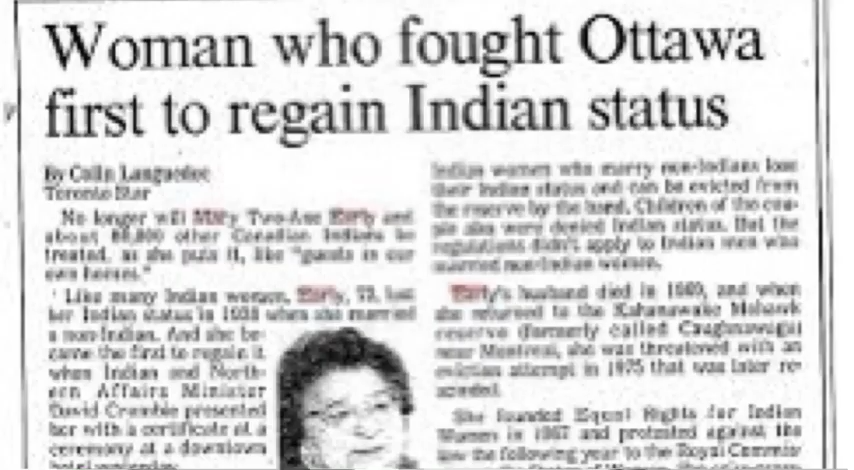 Woman who fought Ottawa
first to regain Indian status
By Colin Languedoc
Toronto Star
No longer will Mary Two-Axe Early and
about other Canadian Indians be
treated, as she puts it, like "guests in our
own homes."
Like many Indian women, Early, 73, lost
her Indian status in 1938 when she married
a non-Indian. And she be-
came the first to regain it
when Indian and North-
ern Affairs Minister
David Crombie presented
her with a certificate at a
ceremony at a downtown
hotel yesterday.
Indian women who marry non-Indians lose
their Indian status and can be evicted from
the reserve by the band. Children of the cou-
ple also were denied Indian status. But the
regulations didn't apply to Indian men who
married non-Indian women.
Early's husband died in 1969, and when
she returned to the Kahnawake Mohawk
reserve (formerly called Caughnawaga)
near Montreal, she was threatened with an
eviction attempt in 1975 that was later re-
scinded.
She founded Equal Rights for Indian
Women in 1967 and protested against the
law the following year to the Royal Commis-